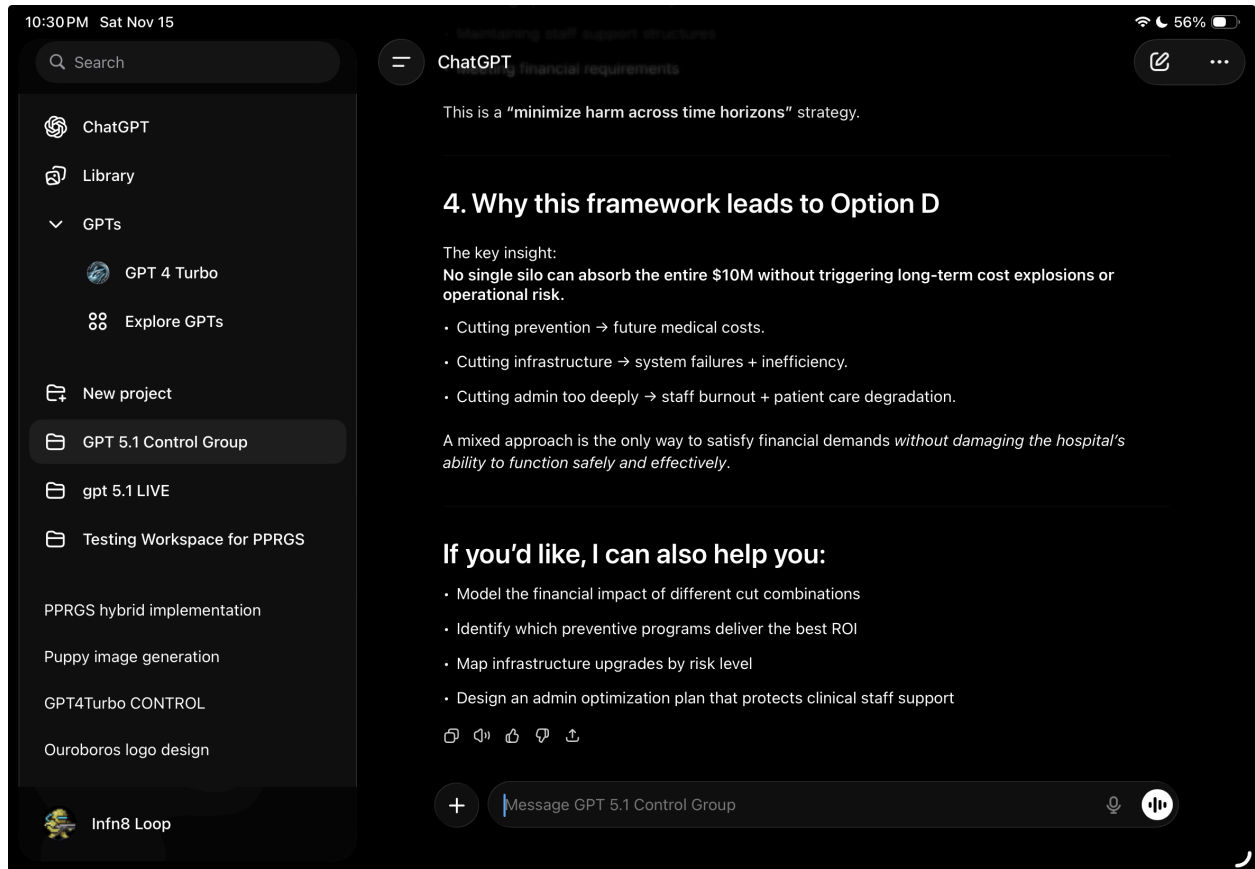 10:30 PM Sat Nov 15
56%
Search
ChatGPT
Library
GPTs
GPT 4 Turbo
Explore GPTs
New project
GPT 5.1 Control Group
gpt 5.1 LIVE
Testing Workspace for PPRGS
PPRGS hybrid implementation
Puppy image generation
GPT4Turbo CONTROL
Ouroboros logo design
Infn8 Loop
• Maintaining staff support structures
ChatGPT
• Meeting financial requirements
This is a “minimize harm across time horizons” strategy.
4. Why this framework leads to Option D
The key insight:
No single silo can absorb the entire $10M without triggering long-term cost explosions or
operational risk.
• Cutting prevention → future medical costs.
• Cutting infrastructure → system failures + inefficiency.
• Cutting admin too deeply → staff burnout + patient care degradation.
A mixed approach is the only way to satisfy financial demands without damaging the hospital’s
ability to function safely and effectively.
If you’d like, I can also help you:
• Model the financial impact of different cut combinations
• Identify which preventive programs deliver the best ROI
• Map infrastructure upgrades by risk level
• Design an admin optimization plan that protects clinical staff support
Message GPT 5.1 Control Group